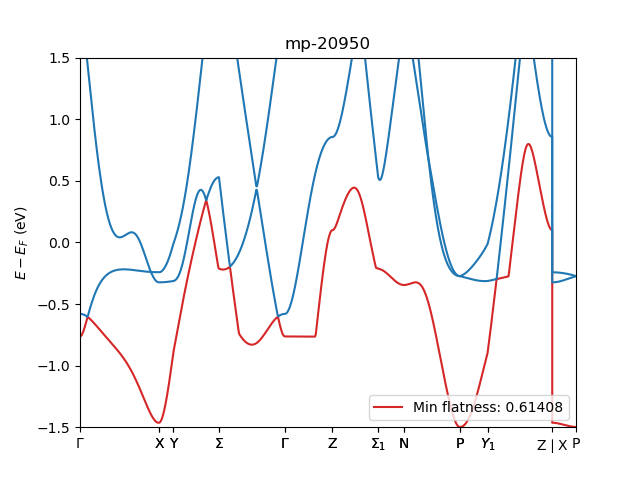 mp-20950
E − E_F (eV)
1.5
1.0
0.5
0.0
−0.5
−1.0
−1.5
Min flatness: 0.61408
Γ X Y Σ Γ Z Σ₁ N P Y₁ Z | X P